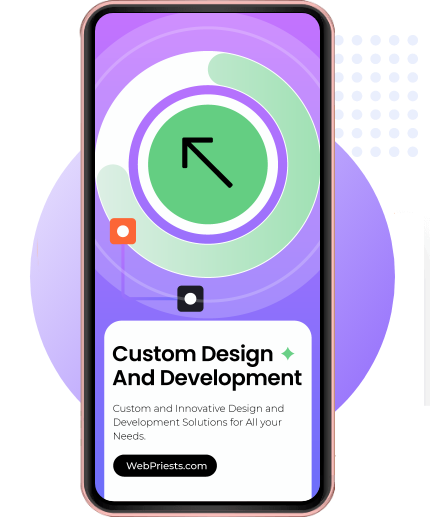 Custom Design
And Development
Custom and Innovative Design and
Development Solutions for All your
Needs.
WebPriests.com